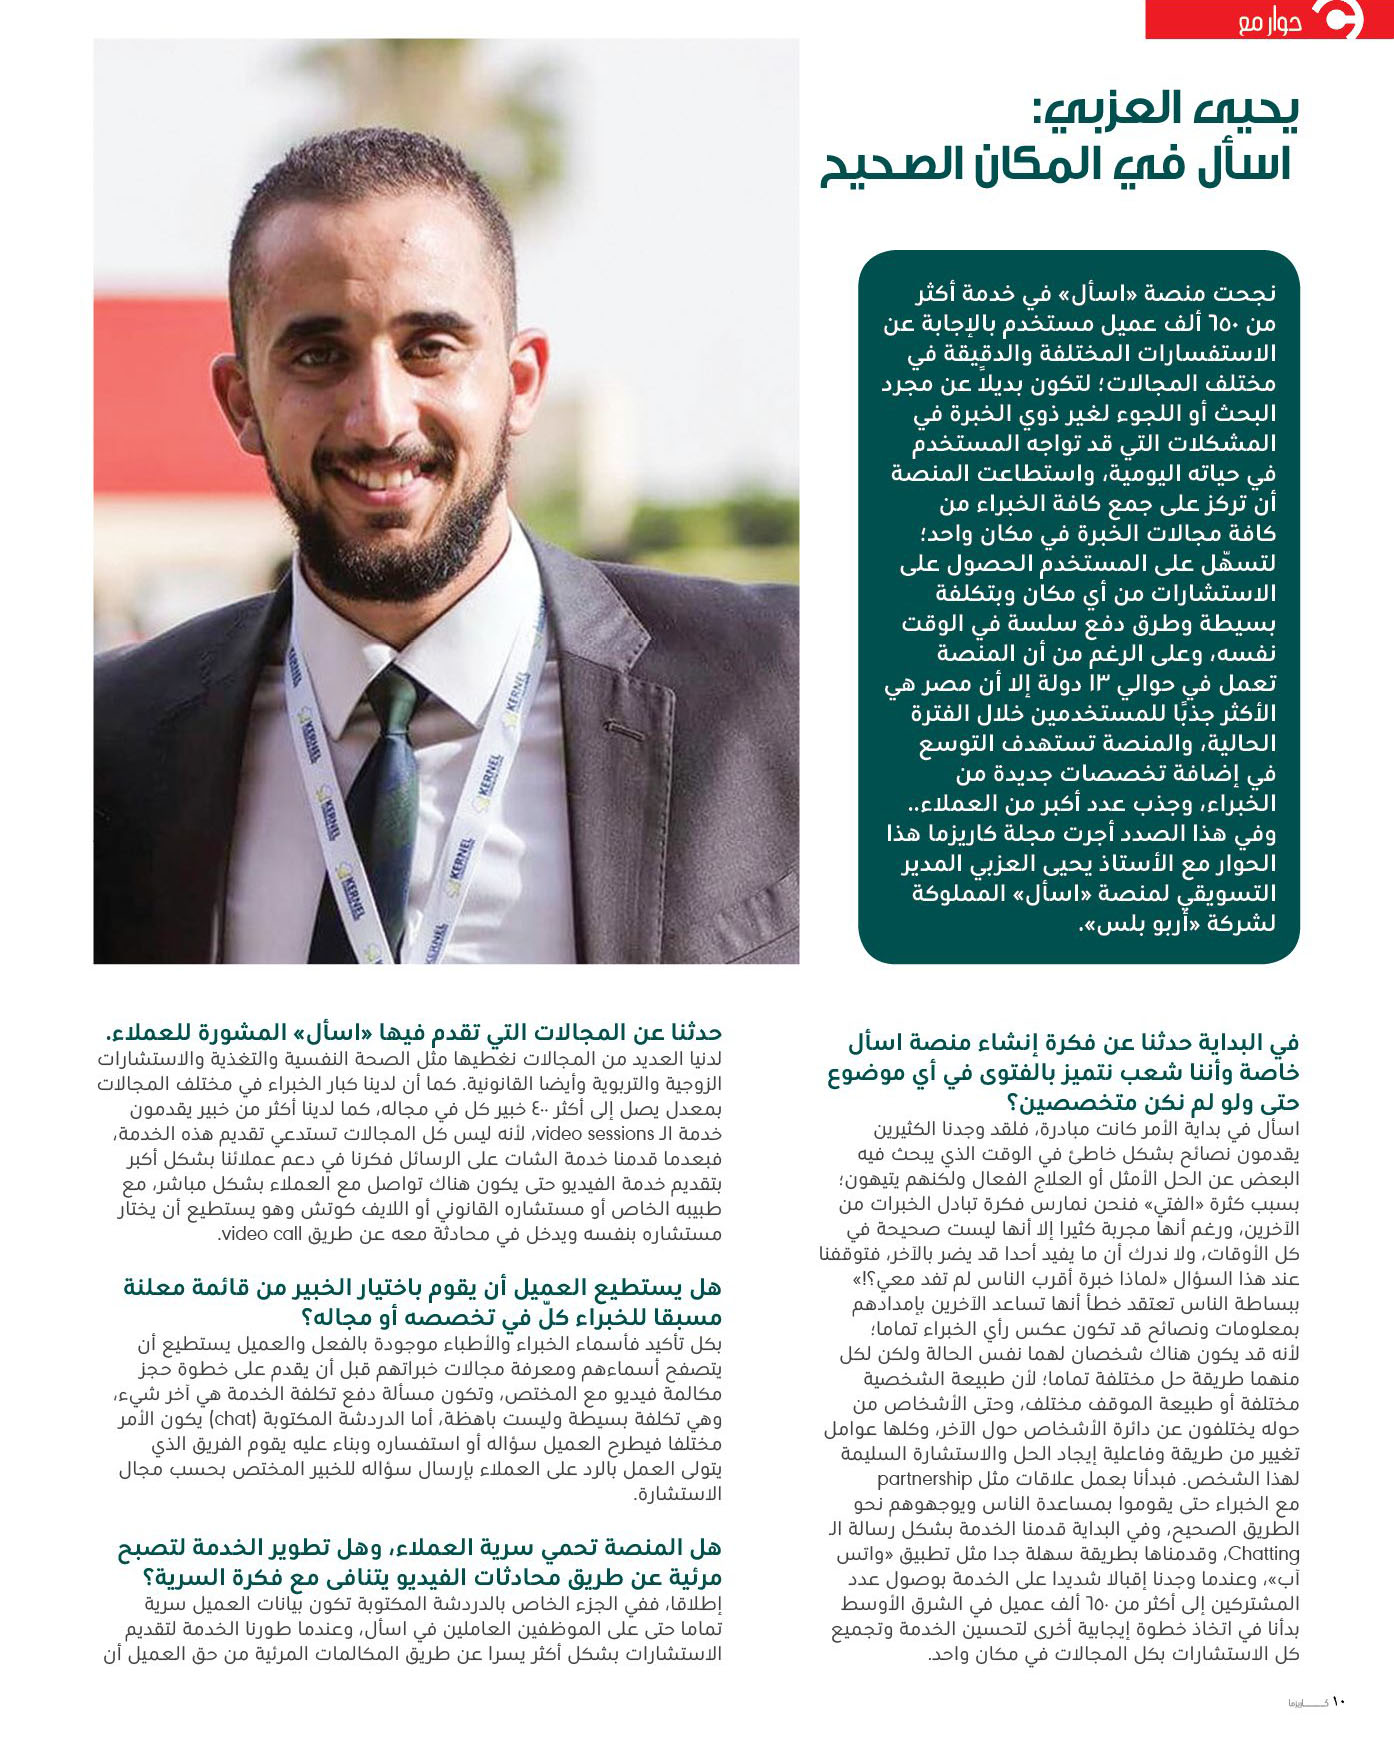 حوار مع
يحيى العزبي:
اسأل في المكان الصحيح
نجحت منصة «اسأل» في خدمة أكثر
من ٦٥٠ ألف عميل مستخدم بالإجابة عن
الاستفسارات المختلفة والدقيقة في
مختلف المجالات؛ لتكون بديلاً عن مجرد
البحث أو اللجوء لغير ذوي الخبرة في
المشكلات التي قد تواجه المستخدم
في حياته اليومية، واستطاعت المنصة
أن تركز على جمع كافة الخبراء من
كافة مجالات الخبرة في مكان واحد؛
لتسهّل على المستخدم الحصول على
الاستشارات من أي مكان وبتكلفة
بسيطة وطرق دفع سلسة في الوقت
نفسه، وعلى الرغم من أن المنصة
تعمل في حوالي ١٣ دولة إلا أن مصر هي
الأكثر جذبًا للمستخدمين خلال الفترة
الحالية، والمنصة تستهدف التوسع
في إضافة تخصصات جديدة من
الخبراء، وجذب عدد أكبر من العملاء..
وفي هذا الصدد أجرت مجلة كاريزما هذا
الحوار مع الأستاذ يحيى العزبي المدير
التسويقي لمنصة «اسأل» المملوكة
لشركة «أربو بلس».
KERNEL
KERNEL
KERNEL
KERNEL
KERNEL
KERNEL
KERNEL
في البداية حدثنا عن فكرة إنشاء منصة اسأل
خاصة وأننا شعب نتميز بالفتوى في أي موضوع
حتى ولو لم نكن متخصصين؟
اسأل في بداية الأمر كانت مبادرة، فلقد وجدنا الكثيرين
يقدمون نصائح بشكل خاطئ في الوقت الذي يبحث فيه
البعض عن الحل الأمثل أو العلاج الفعال ولكنهم يتيهون؛
بسبب كثرة «الفتي» فنحن نمارس فكرة تبادل الخبرات من
الآخرين، ورغم أنها مجربة كثيرا إلا أنها ليست صحيحة في
كل الأوقات، ولا ندرك أن ما يفيد أحدا قد يضر بالآخر، فتوقفنا
عند هذا السؤال «لماذا خبرة أقرب الناس لم تفد معي؟!»
ببساطة الناس تعتقد خطأ أنها تساعد الآخرين بإمدادهم
بمعلومات ونصائح قد تكون عكس رأي الخبراء تماما؛
لأنه قد يكون هناك شخصان لهما نفس الحالة ولكن لكل
منهما طريقة حل مختلفة تماما؛ لأن طبيعة الشخصية
مختلفة أو طبيعة الموقف مختلف، وحتى الأشخاص من
حوله يختلفون عن دائرة الأشخاص حول الآخر، وكلها عوامل
تغيير من طريقة وفاعلية إيجاد الحل والاستشارة السليمة
لهذا الشخص. فبدأنا بعمل علاقات مثل partnership
مع الخبراء حتى يقوموا بمساعدة الناس ويوجهوهم نحو
الطريق الصحيح، وفي البداية قدمنا الخدمة بشكل رسالة الـ
Chatting، وقدمناها بطريقة سهلة جدا مثل تطبيق «واتس
آب»، وعندما وجدنا إقبالا شديدا على الخدمة بوصول عدد
المشتركين إلى أكثر من ٦٥٠ ألف عميل في الشرق الأوسط
بدأنا في اتخاذ خطوة إيجابية أخرى لتحسين الخدمة وتجميع
كل الاستشارات بكل المجالات في مكان واحد.
حدثنا عن المجالات التي تقدم فيها «اسأل» المشورة للعملاء.
لدنيا العديد من المجالات نغطيها مثل الصحة النفسية والتغذية والاستشارات
الزوجية والتربوية وأيضا القانونية. كما أن لدينا كبار الخبراء في مختلف المجالات
بمعدل يصل إلى أكثر ٤٠٠ خبير كل في مجاله، كما لدينا أكثر من خبير يقدمون
خدمة الـ video sessions، لأنه ليس كل المجالات تستدعي تقديم هذه الخدمة،
فبعدما قدمنا خدمة الشات على الرسائل فكرنا في دعم عملائنا بشكل أكبر
بتقديم خدمة الفيديو حتى يكون هناك تواصل مع العملاء بشكل مباشر، مع
طبيبه الخاص أو مستشاره القانوني أو اللايف كوتش وهو يستطيع أن يختار
مستشاره بنفسه ويدخل في محادثة معه عن طريق video call.
هل يستطيع العميل أن يقوم باختيار الخبير من قائمة معلنة
مسبقا للخبراء كلّ في تخصصه أو مجاله؟
بكل تأكيد فأسماء الخبراء والأطباء موجودة بالفعل والعميل يستطيع أن
يتصفح أسماءهم ومعرفة مجالات خبراتهم قبل أن يقدم على خطوة حجز
مكالمة فيديو مع المختص، وتكون مسألة دفع تكلفة الخدمة هي آخر شيء،
وهي تكلفة بسيطة وليست باهظة، أما الدردشة المكتوبة (chat) يكون الأمر
مختلفا فيطرح العميل سؤاله أو استفساره وبناء عليه يقوم الفريق الذي
يتولى العمل بالرد على العملاء بإرسال سؤاله للخبير المختص بحسب مجال
الاستشارة.
هل المنصة تحمي سرية العملاء، وهل تطوير الخدمة لتصبح
مرئية عن طريق محادثات الفيديو يتنافى مع فكرة السرية؟
إطلاقا، ففي الجزء الخاص بالدردشة المكتوبة تكون بيانات العميل سرية
تماما حتى على الموظفين العاملين في اسأل، وعندما طورنا الخدمة لتقديم
الاستشارات بشكل أكثر يسرا عن طريق المكالمات المرئية من حق العميل أن
١٠ كـــاريزما